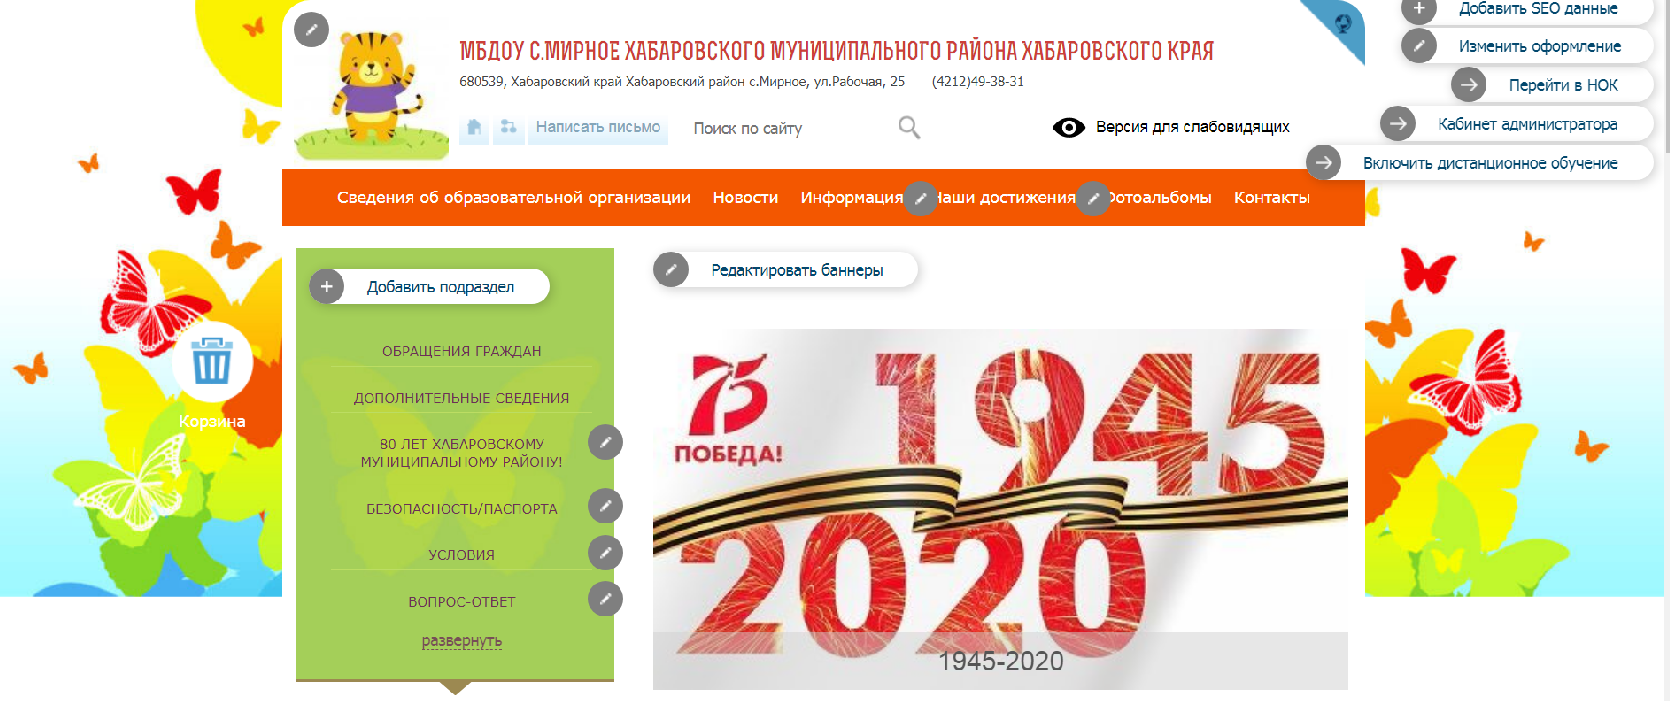 Добавить SEO данные
МБДОУ С.МИРНОЕ ХАБАРОВСКОГО МУНИЦИПАЛЬНОГО РАЙОНА ХАБАРОВСКОГО КРАЯ
Изменить оформление
680539, Хабаровский край Хабаровский район с.Мирное, ул.Рабочая, 25 (4212)49-38-31
Перейти в НОК
Написать письмо Поиск по сайту Версия для слабовидящих
Кабинет администратора
Включить дистанционное обучение
Сведения об образовательной организации Новости Информация Наши достижения Фотоальбомы Контакты
Добавить подраздел
ОБРАЩЕНИЯ ГРАЖДАН
ДОПОЛНИТЕЛЬНЫЕ СВЕДЕНИЯ
80 ЛЕТ ХАБАРОВСКОМУ
МУНИЦИПАЛЬНОМУ РАЙОНУ!
БЕЗОПАСНОСТЬ/ПАСПОРТА
УСЛОВИЯ
ВОПРОС-ОТВЕТ
развернуть
Корзина
Редактировать баннеры
75
ПОБЕДА!
1945
2020
1945-2020